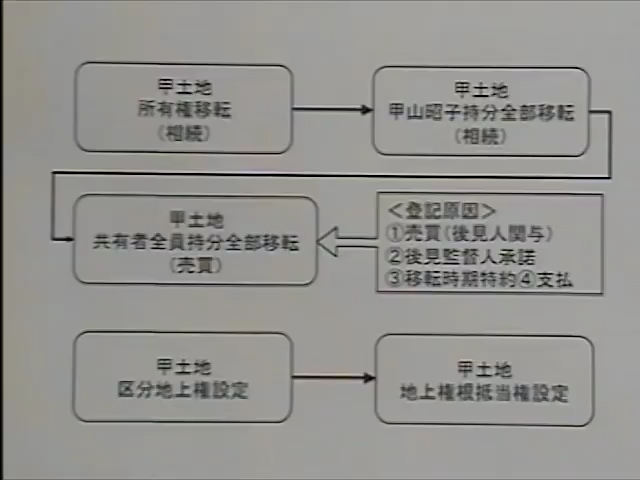 甲土地
所有権移転
(相続)
甲土地
甲山昭子持分全部移転
(相続)
甲土地
共有者全員持分全部移転
(売買)
<登記原因>
①売買(後見人関与)
②後見監督人承諾
③移転時期特約④支払
甲土地
区分地上権設定
甲土地
地上権根抵当権設定